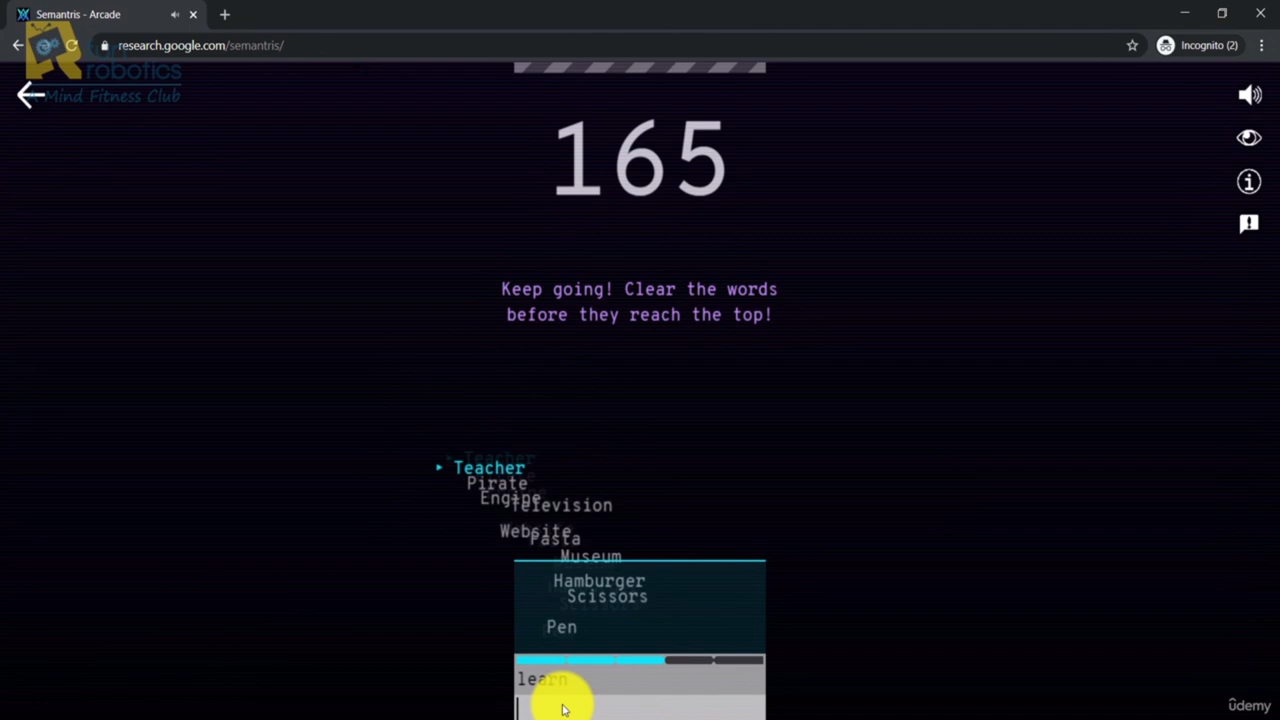 Semantris - Arcade
research.google.com/semantris/
Incognito (2)
robotics
A Mind Fitness Club
165
Keep going! Clear the words
before they reach the top!
Teacher
Pirate
Engine
Television
Website
Pasta
Museum
Hamburger
Scissors
Pen
learn
ûdemy